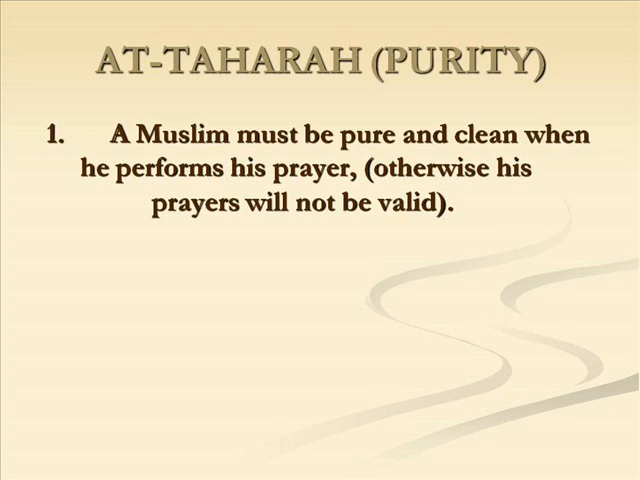 AT-TAHARAH (PURITY)
1. A Muslim must be pure and clean when
he performs his prayer, (otherwise his
prayers will not be valid).